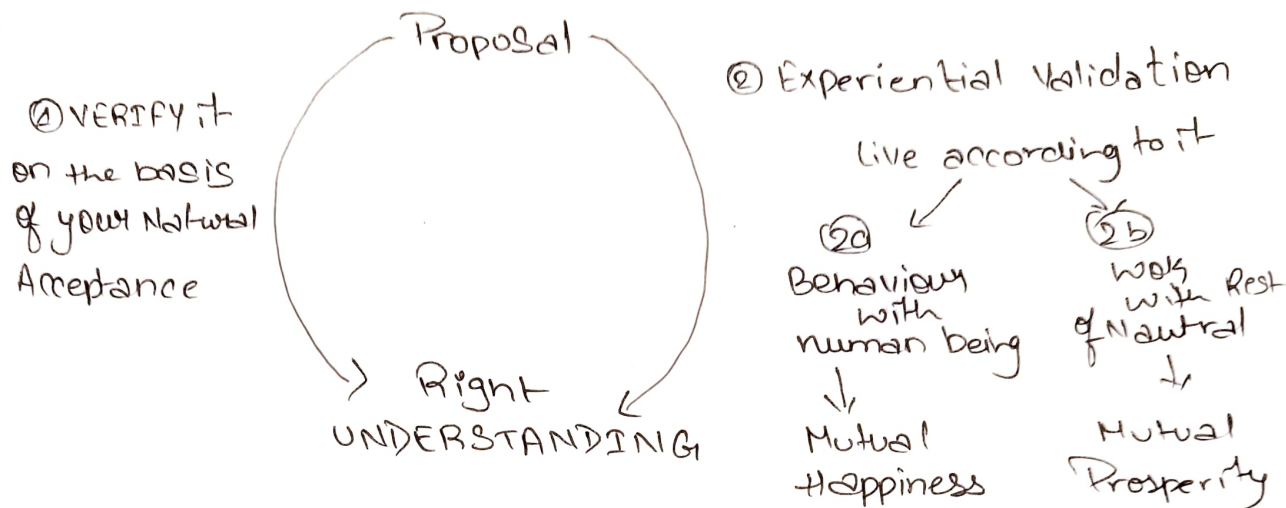 Proposal
① VERIFY it
on the basis
of your Natural
Acceptance
② Experiential Validation
live according to it
2a
Behaviour
with
human being
Mutual
Happiness
2b
Work
with Rest
of Nautral
Mutual
Prosperity
Right
UNDERSTANDING